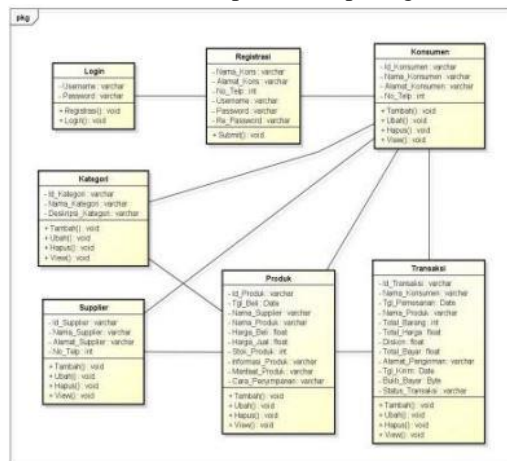 pkg
Login
- Username : varchar
- Password : varchar
+ Registrasi() : void
+ Login() : void
Registrasi
- Nama_Kons : varchar
- Alamat_Kons : varchar
- No_Telp : int
- Username : varchar
- Password : varchar
- Re_Password : varchar
+ Submit() : void
Konsumen
- Id_Konsumen : varchar
- Nama_Konsumen : varchar
- Alamat_Konsumen : varchar
- No_Telp : int
+ Tambah() : void
+ Ubah() : void
+ Hapus() : void
+ View() : void
Kategori
- Id_Kategori : varchar
- Nama_Kategori : varchar
- Deskripsi_Kategori : varchar
+ Tambah() : void
+ Ubah() : void
+ Hapus() : void
+ View() : void
Supplier
- Id_Supplier : varchar
- Nama_Supplier : varchar
- Alamat_Supplier : varchar
- No_Telp : int
+ Tambah() : void
+ Ubah() : void
+ Hapus() : void
+ View() : void
Produk
- Id_Produk : varchar
- Tgl_Beli : Date
- Nama_Supplier : varchar
- Nama_Produk : varchar
- Harga_Beli : float
- Harga_Jual : float
- Stok_Produk : int
- Informasi_Produk : varchar
- Manfaat_Produk : varchar
- Cara_Penyimpanan : varchar
+ Tambah() : void
+ Ubah() : void
+ Hapus() : void
+ View() : void
Transaksi
- Id_Transaksi : varchar
- Nama_Konsumen : varchar
- Tgl_Pemesanan : Date
- Nama_Produk : varchar
- Total_Barang : int
- Total_Harga : float
- Diskon : float
- Total_Bayar : float
- Alamat_Pengiriman : varchar
- Tgl_Kirim : Date
- Bukti_Bayar : Byte
- Status_Transaksi : varchar
+ Tambah() : void
+ Ubah() : void
+ Hapus() : void
+ View() : void